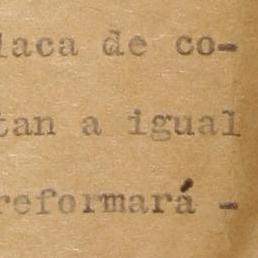 laca de co-
tan a igual
reformará -